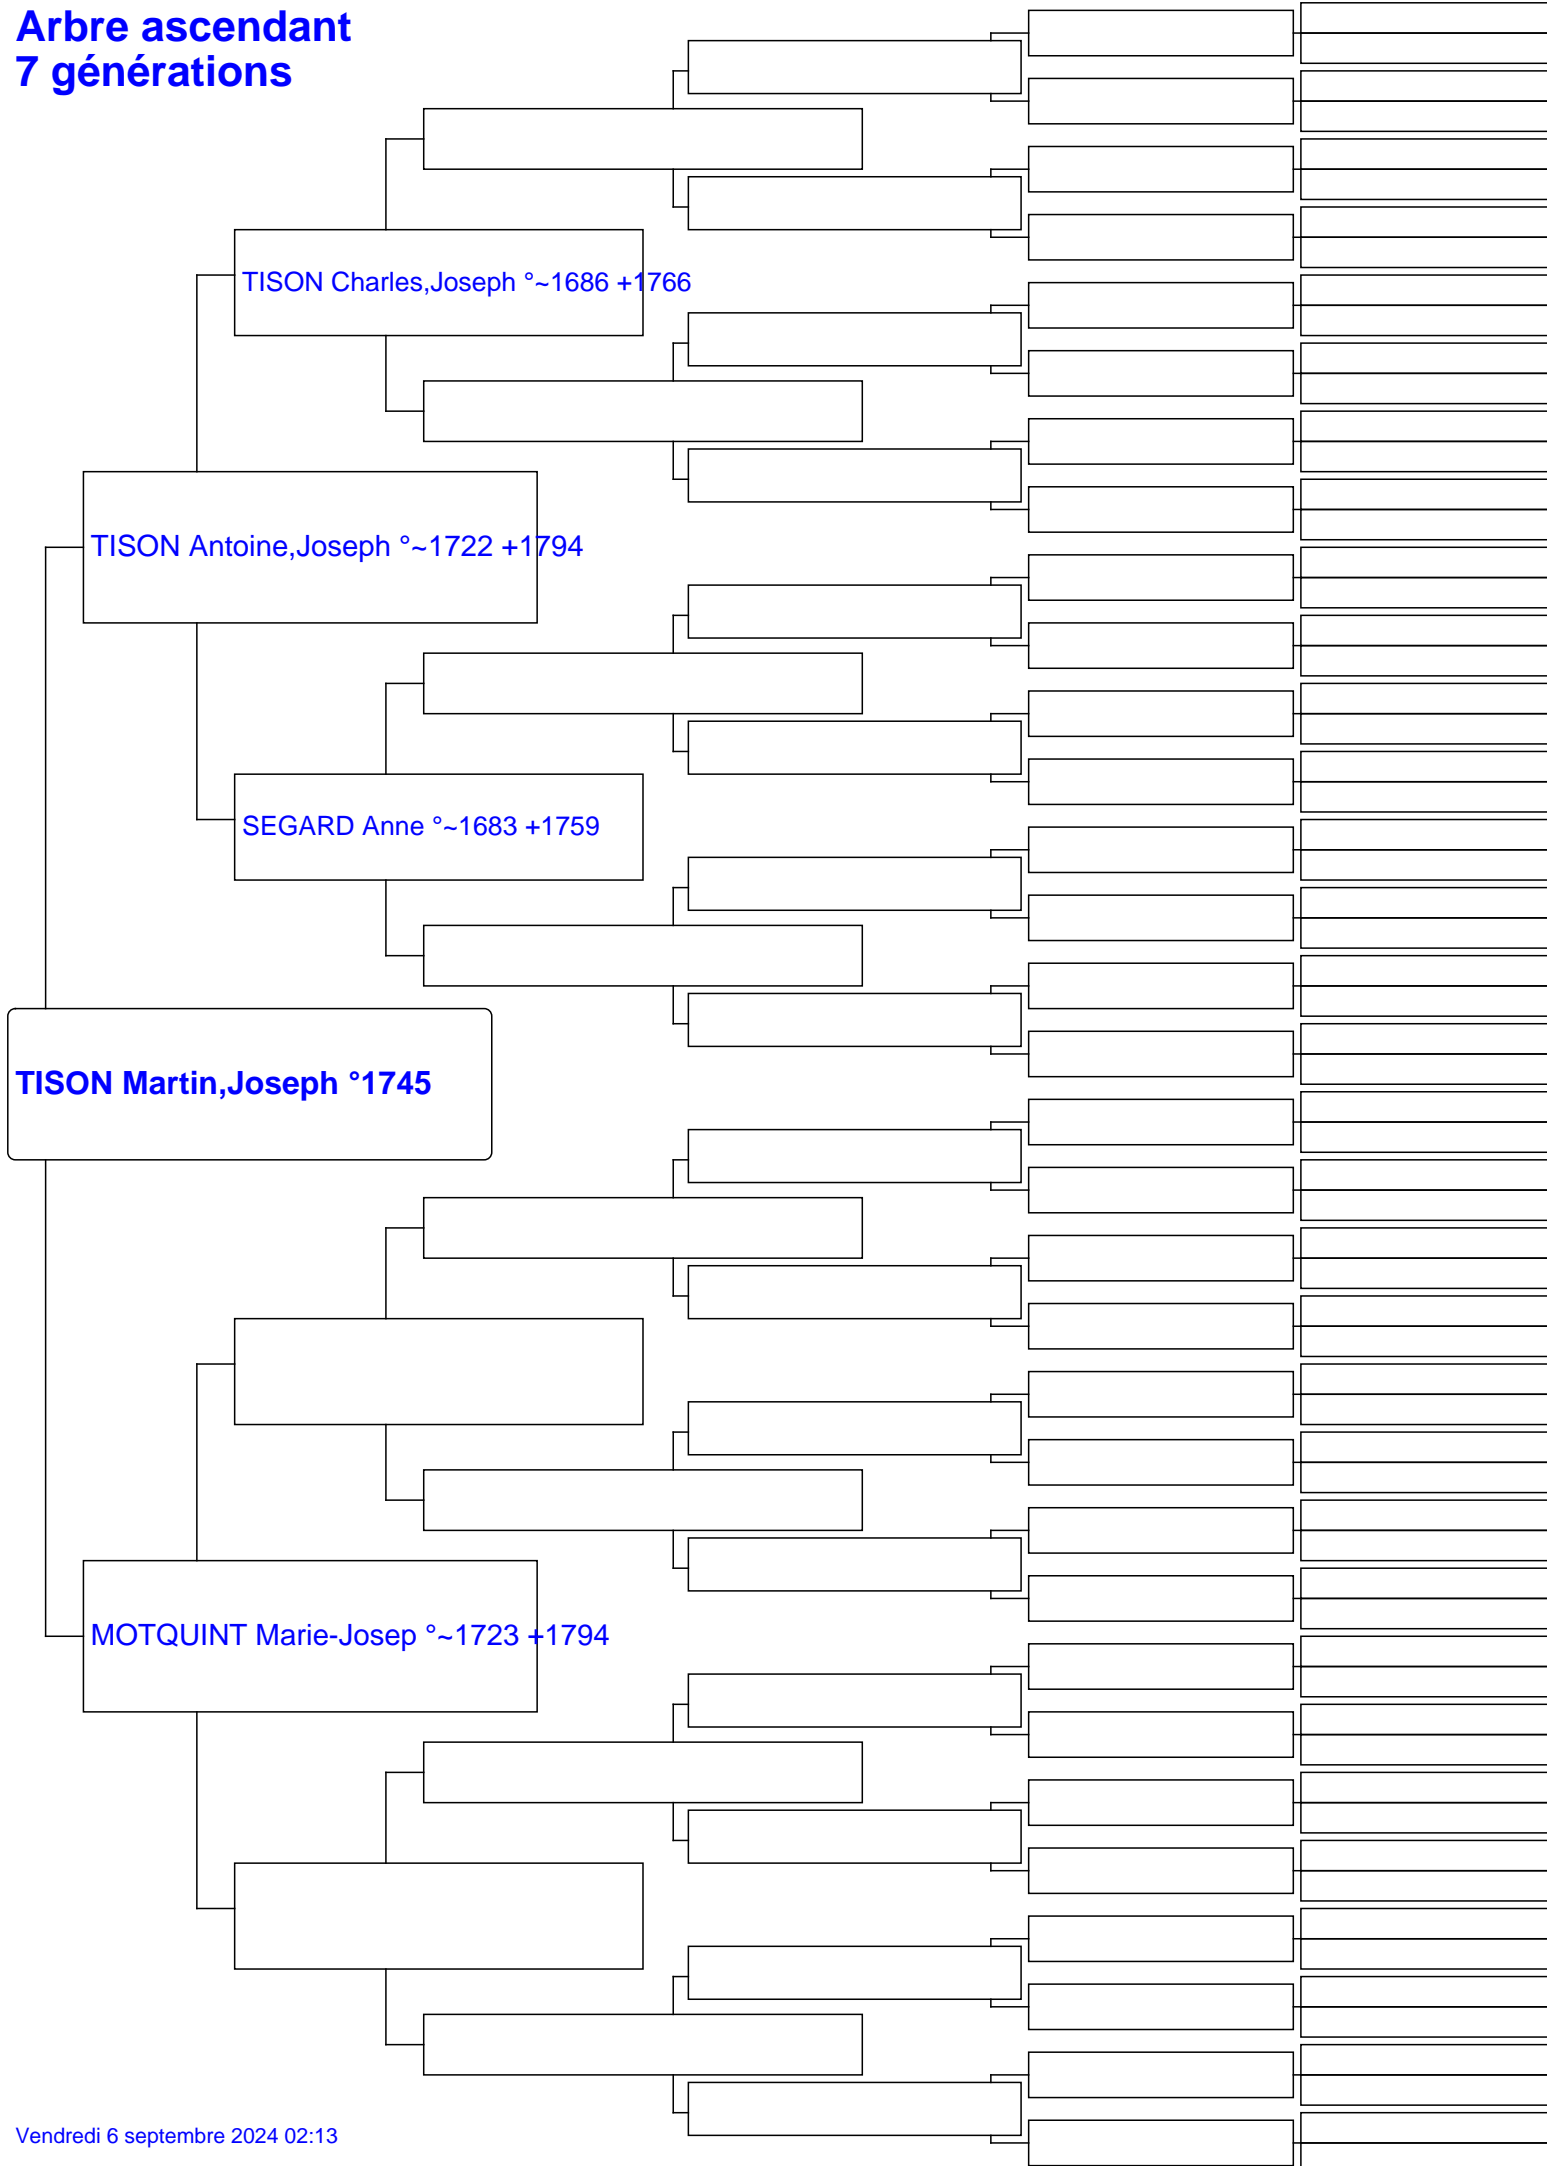 Arbre ascendant
7 générations
TISON Charles,Joseph °~1686 +1766
TISON Antoine,Joseph °~1722 +1794
SEGARD Anne °~1683 +1759
TISON Martin,Joseph °1745
MOTQUINT Marie-Josep °~1723 +1794
Vendredi 6 septembre 2024 02:13